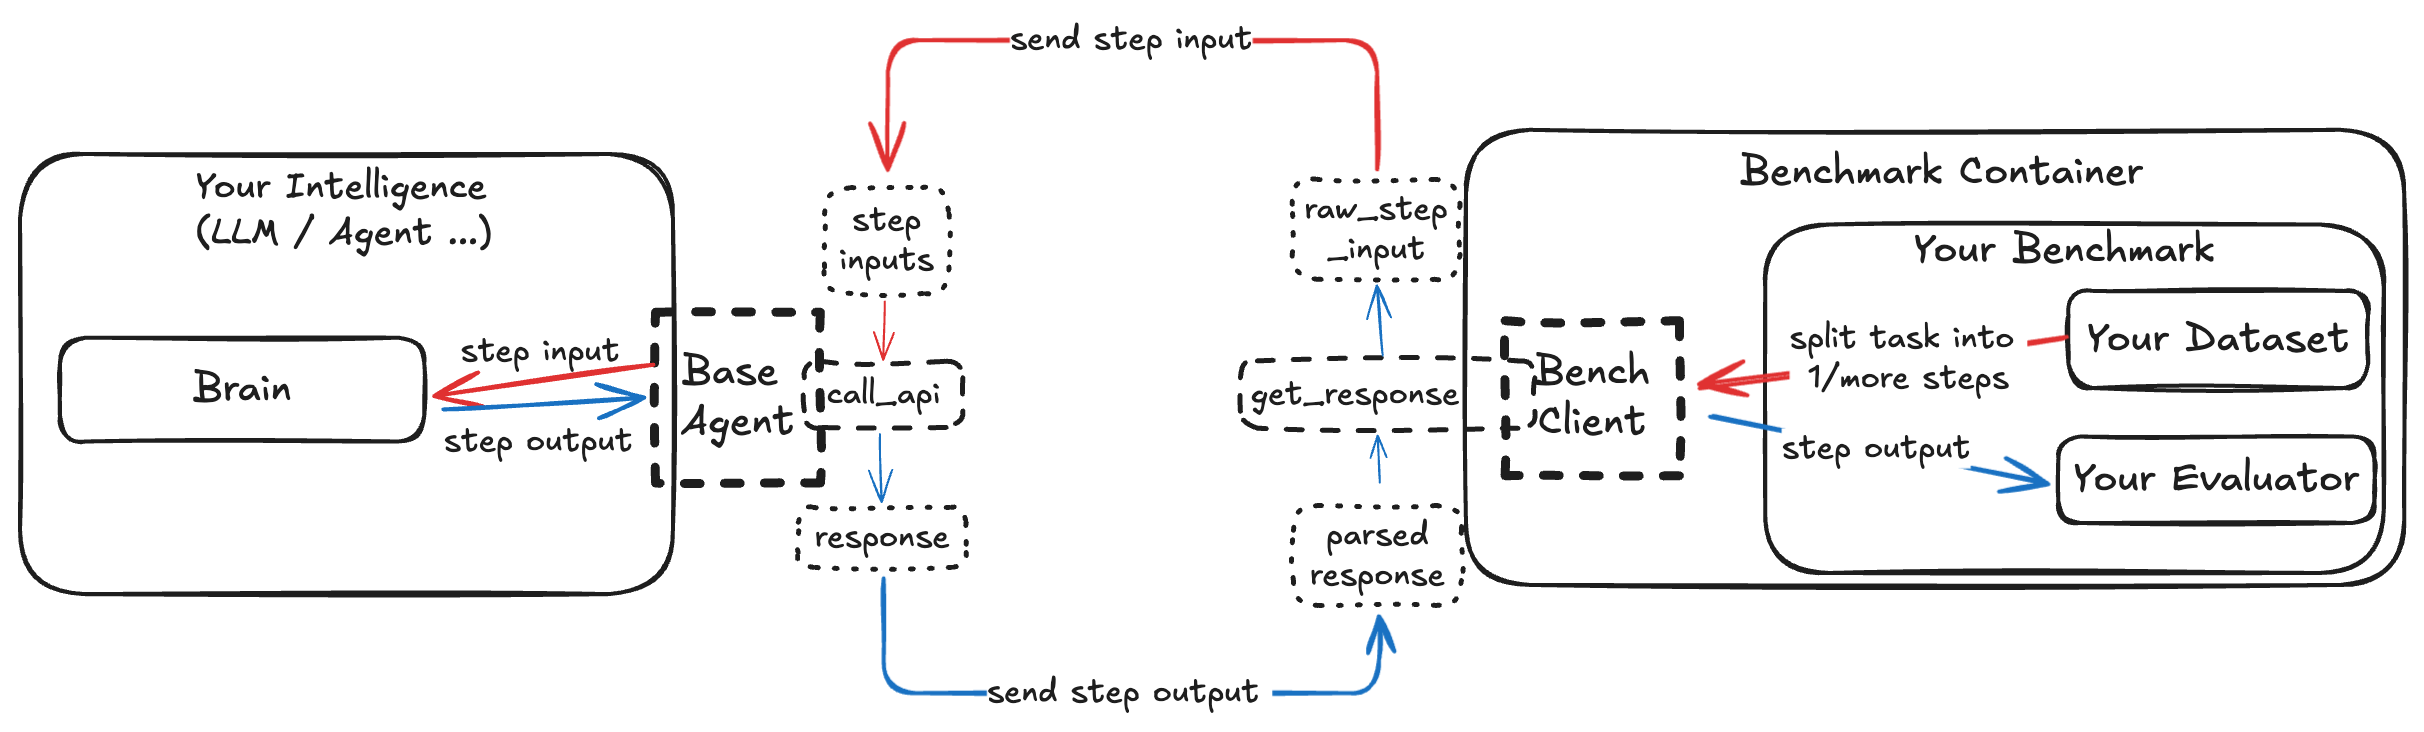 send step input
Your Intelligence
(LLM / Agent ...)
step
inputs
raw_step
_input
Benchmark Container
Your Benchmark
Brain
step input
step output
Base
Agent
call_api
response
get_response
parsed
response
Bench
Client
split task into
1/more steps
step output
Your Dataset
Your Evaluator
send step output